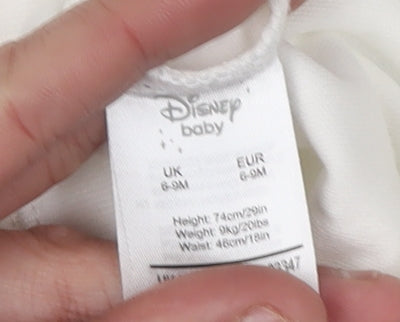 Disney
baby
UK EUR
6-9M 6-9M
Height: 74cm/29in
Weight: 9kg/20lbs
Waist: 46cm/18in